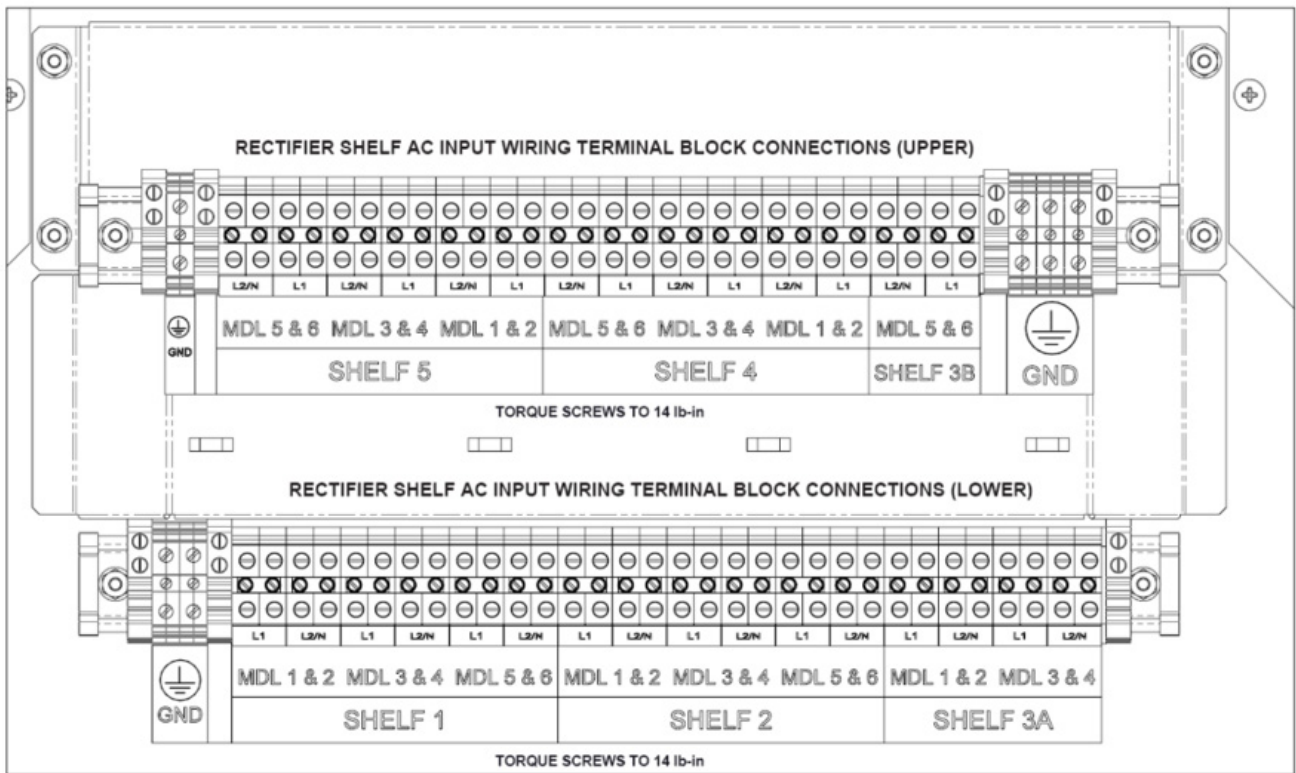 RECTIFIER SHELF AC INPUT WIRING TERMINAL BLOCK CONNECTIONS (UPPER)
L2/N L1 L2/N L1 L2/N L1 L2/N L1 L2/N L1 L2/N L1 L2/N L1
GND MDL 5 & 6 MDL 3 & 4 MDL 1 & 2 MDL 5 & 6 MDL 3 & 4 MDL 1 & 2 MDL 5 & 6
SHELF 5 SHELF 4 SHELF 3B GND
TORQUE SCREWS TO 14 lb-in
RECTIFIER SHELF AC INPUT WIRING TERMINAL BLOCK CONNECTIONS (LOWER)
L1 L2/N L1 L2/N L1 L2/N L1 L2/N L1 L2/N L1 L2/N L1 L2/N L1 L2/N
MDL 1 & 2 MDL 3 & 4 MDL 5 & 6 MDL 1 & 2 MDL 3 & 4 MDL 5 & 6 MDL 1 & 2 MDL 3 & 4
GND SHELF 1 SHELF 2 SHELF 3A
TORQUE SCREWS TO 14 lb-in